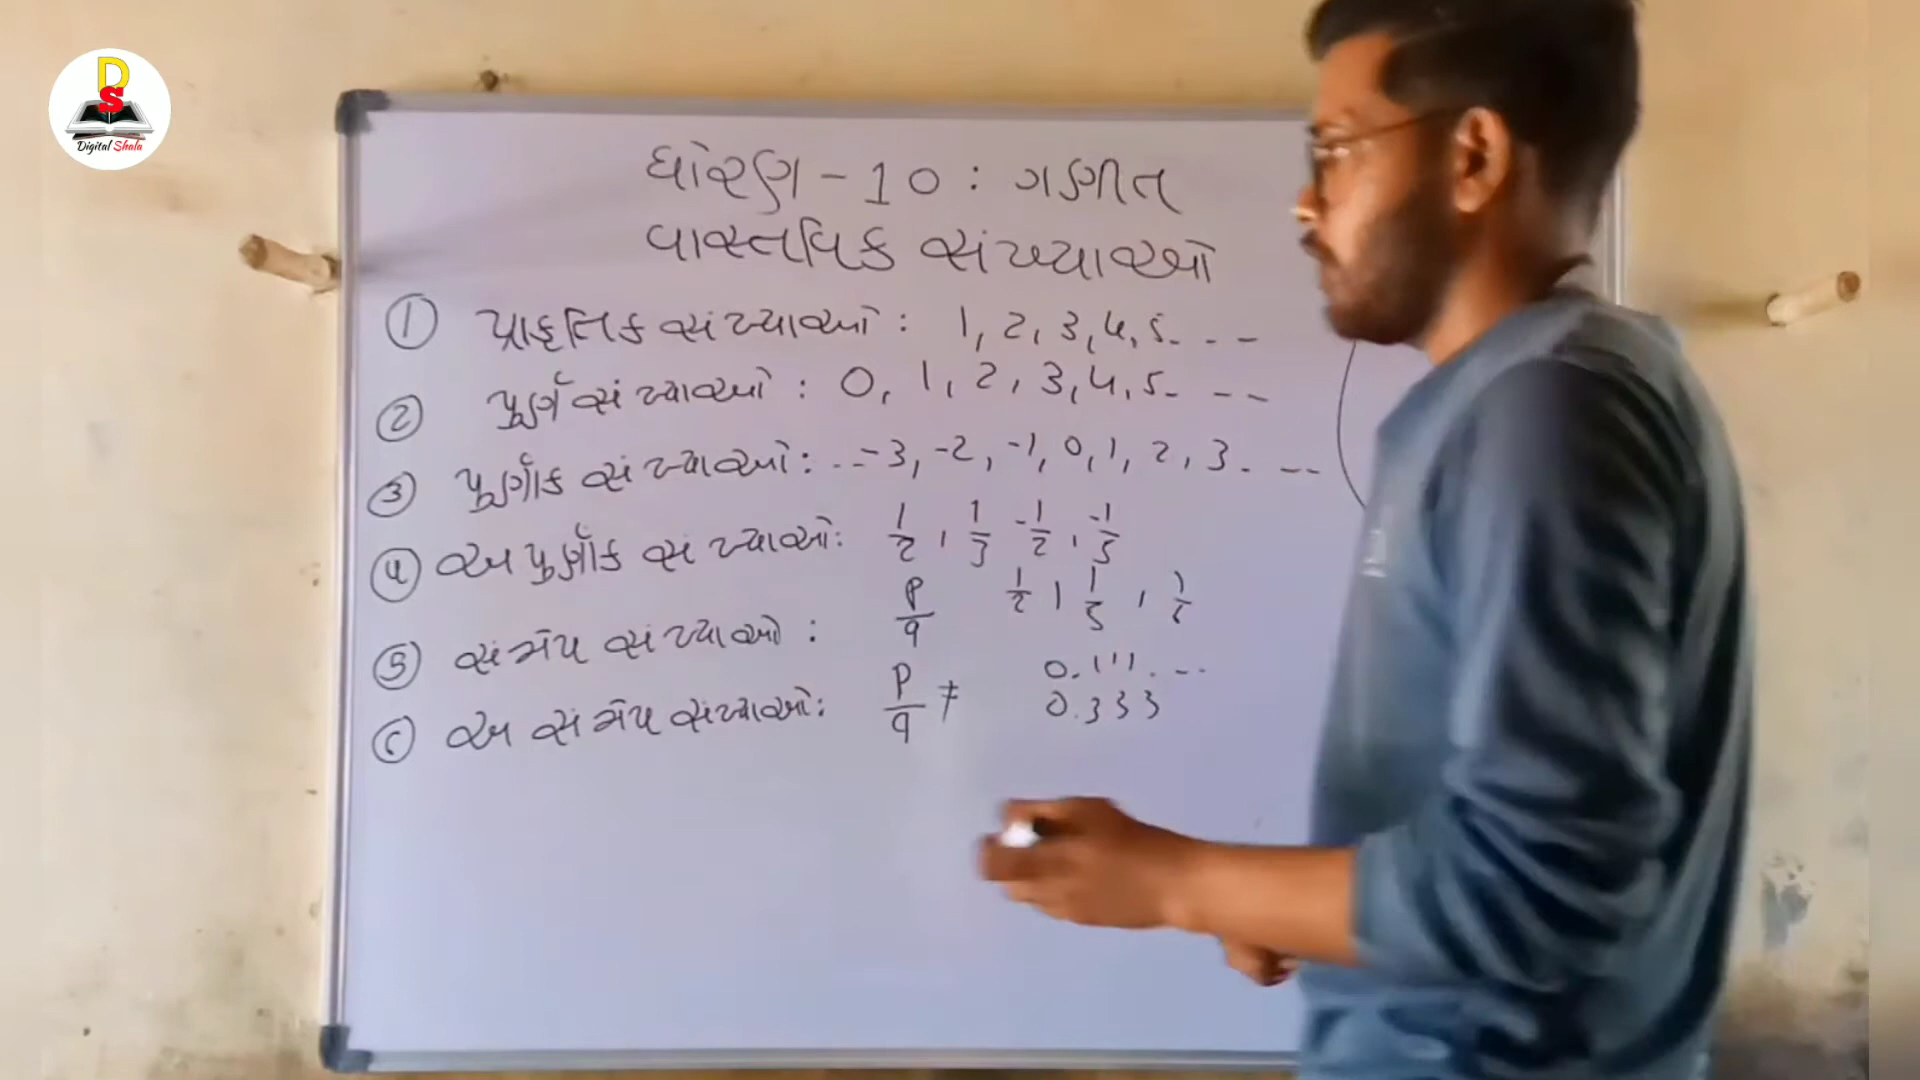 DS
Digital Shala
ધોરણ - 10 : ગણીત
વાસ્તવિક સંખ્યાઓ
① પ્રાકૃતિક સંખ્યાઓ : 1, 2, 3, 4, 5. - - -
② પૂર્ણ સંખ્યાઓ : 0, 1, 2, 3, 4, 5. - - -
③ પૂર્ણાંક સંખ્યાઓ : ..-3, -2, -1, 0, 1, 2, 3. - - -
④ અપૂર્ણાંક સંખ્યાઓ : 1/2, 1/3 -1/2, -1/3
⑤ સંમેય સંખ્યાઓ : P/q 1/2, 1/5,
⑥ અસંમેય સંખ્યાઓ : P/q ≠ 0.111. - - -
0.333